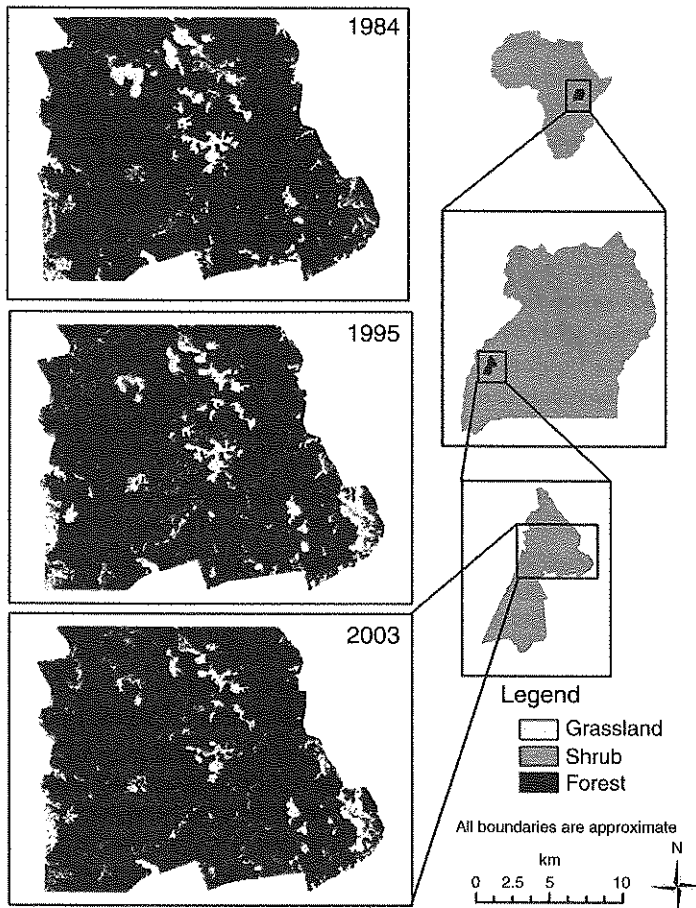 1984
1995
2003
Legend
Grassland
Shrub
Forest
All boundaries are approximate
km
N
0 2.5 5 10